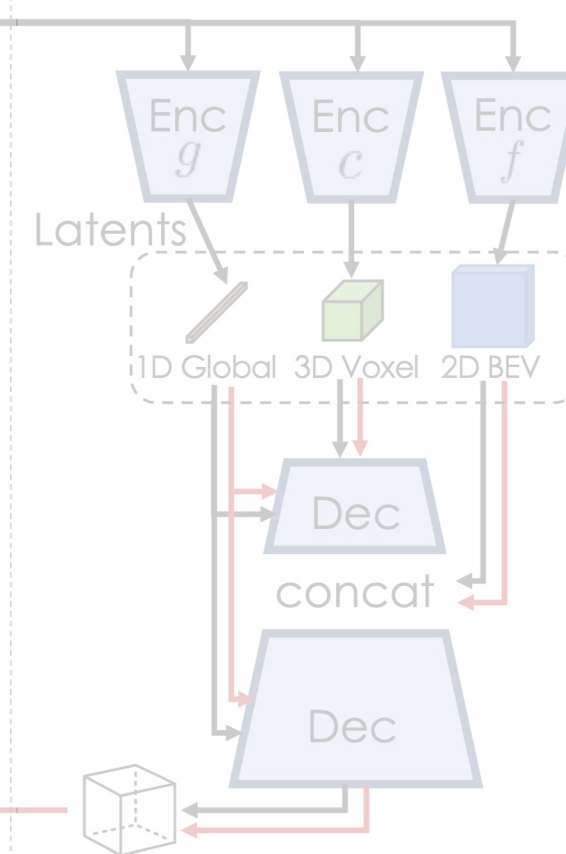 Enc Enc Enc
g c f
Latents
1D Global 3D Voxel 2D BEV
Dec
concat
Dec